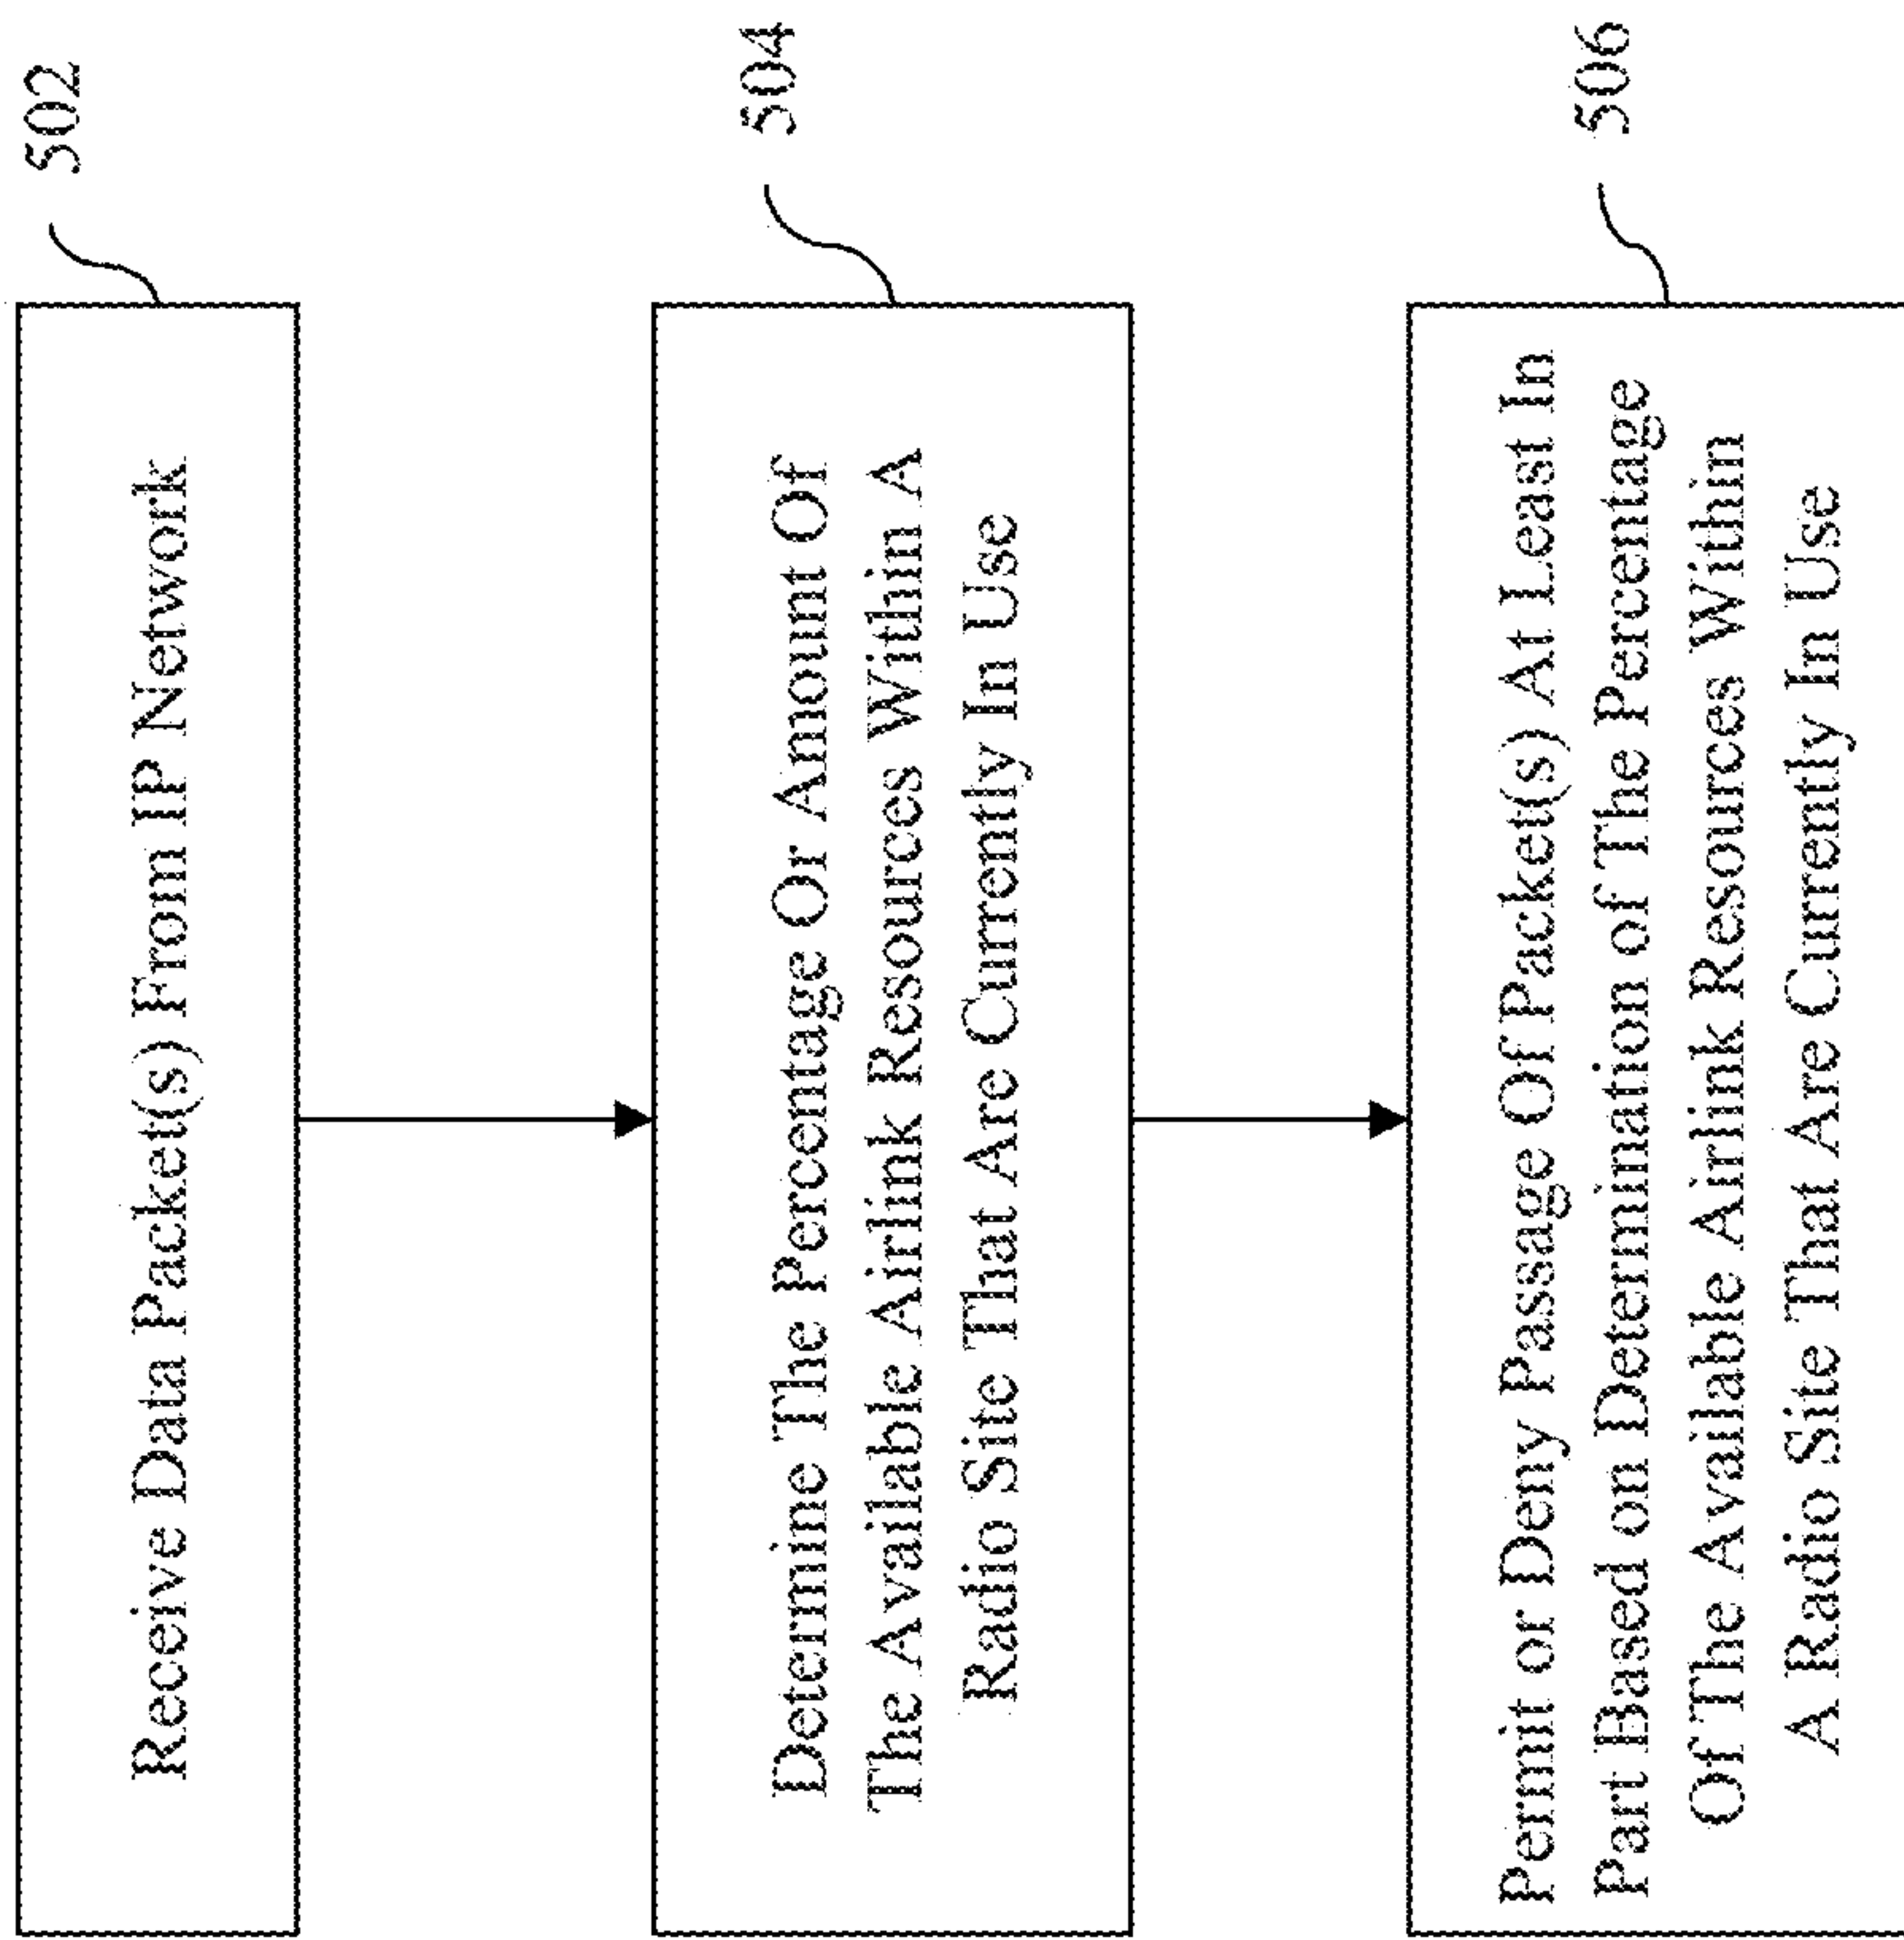 Receive Data Packet(s) From IP Network
502
Determine The Percentage Or Amount Of
The Available Airlink Resources Within A
Radio Site That Are Currently In Use
504
Permit or Deny Passage Of Packet(s) At Least In
Part Based on Determination of The Percentage
Of The Available Airlink Resources Within
A Radio Site That Are Currently In Use
506